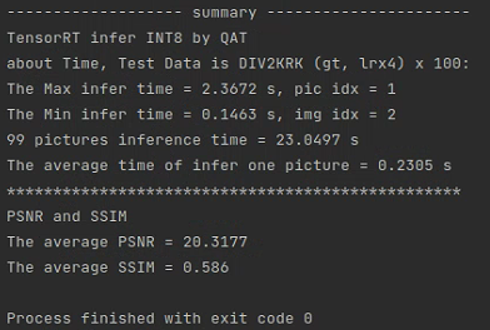 ------------------- summary ----------------------
TensorRT infer INT8 by QAT
about Time, Test Data is DIV2KRK (gt, lrx4) x 100:
The Max infer time = 2.3672 s, pic idx = 1
The Min infer time = 0.1463 s, img idx = 2
99 pictures inference time = 23.0497 s
The average time of infer one picture = 0.2305 s
*************************************************
PSNR and SSIM
The average PSNR = 20.3177
The average SSIM = 0.586
Process finished with exit code 0